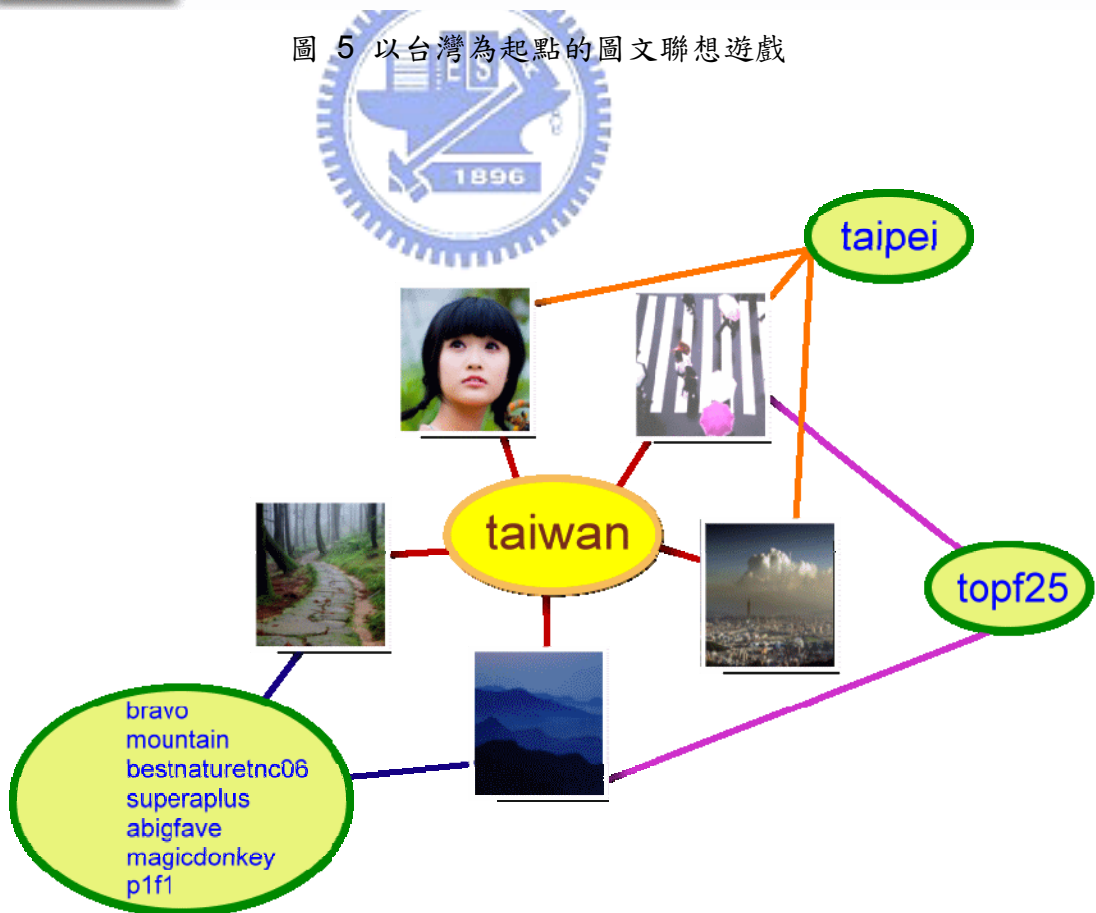 圖 5 以台灣為起點的圖文聯想遊戲
E S
1896
taipei
taiwan
topf25
bravo
mountain
bestnaturetnc06
superaplus
abigfave
magicdonkey
p1f1